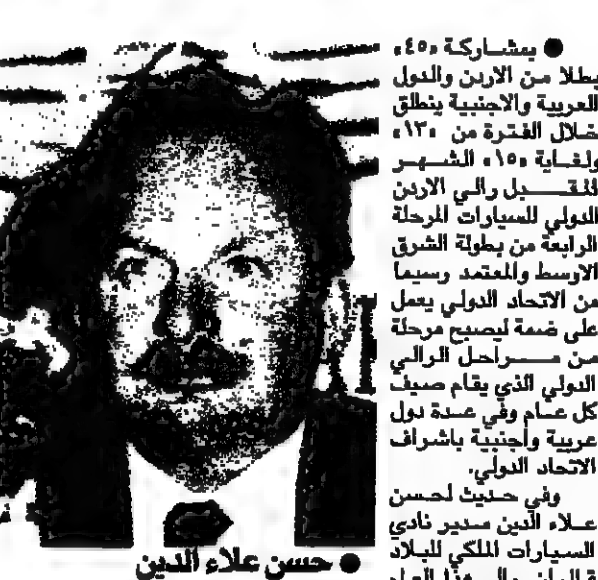 ● بمشاركة «٤٥»
بطلا من الاردن والدول
العربية والاجنبية ينطلق
خلال الفترة من «١٣»
ولغاية «١٥» الشهر
المقبل رالي الاردن
الدولي للسيارات المرحلة
الرابعة من بطولة الشرق
الاوسط والمعتمد رسميا
من الاتحاد الدولي يعمل
على ضمة ليصبح مرحلة
من مراحل الرالي
الدولي الذي يقام صيف
كل عام وفي عدة دول
عربية وأجنبية باشراف
الاتحاد الدولي.
وفي حديث لحسن
علاء الدين مدير نادي
السيارات الملكي للبلاد
هذا العام
● حسن علاء الدين